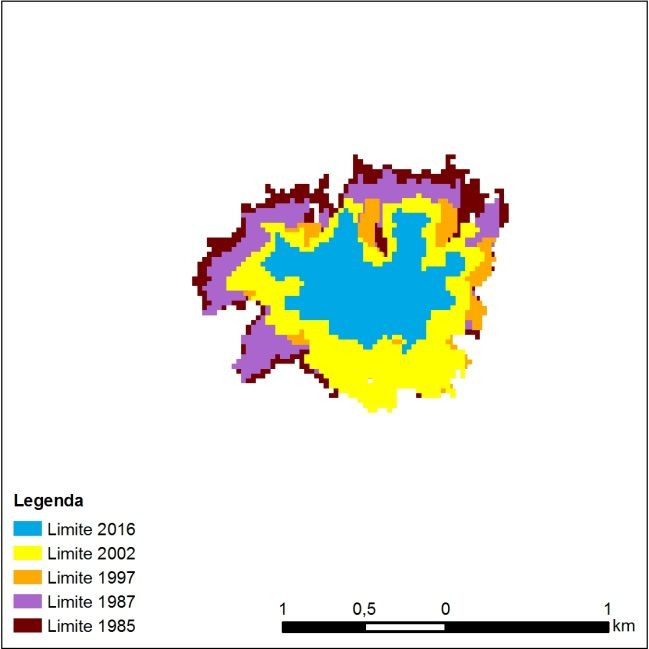 Legenda
Limite 2016
Limite 2002
Limite 1997
Limite 1987
Limite 1985
1 0,5 0 1
km